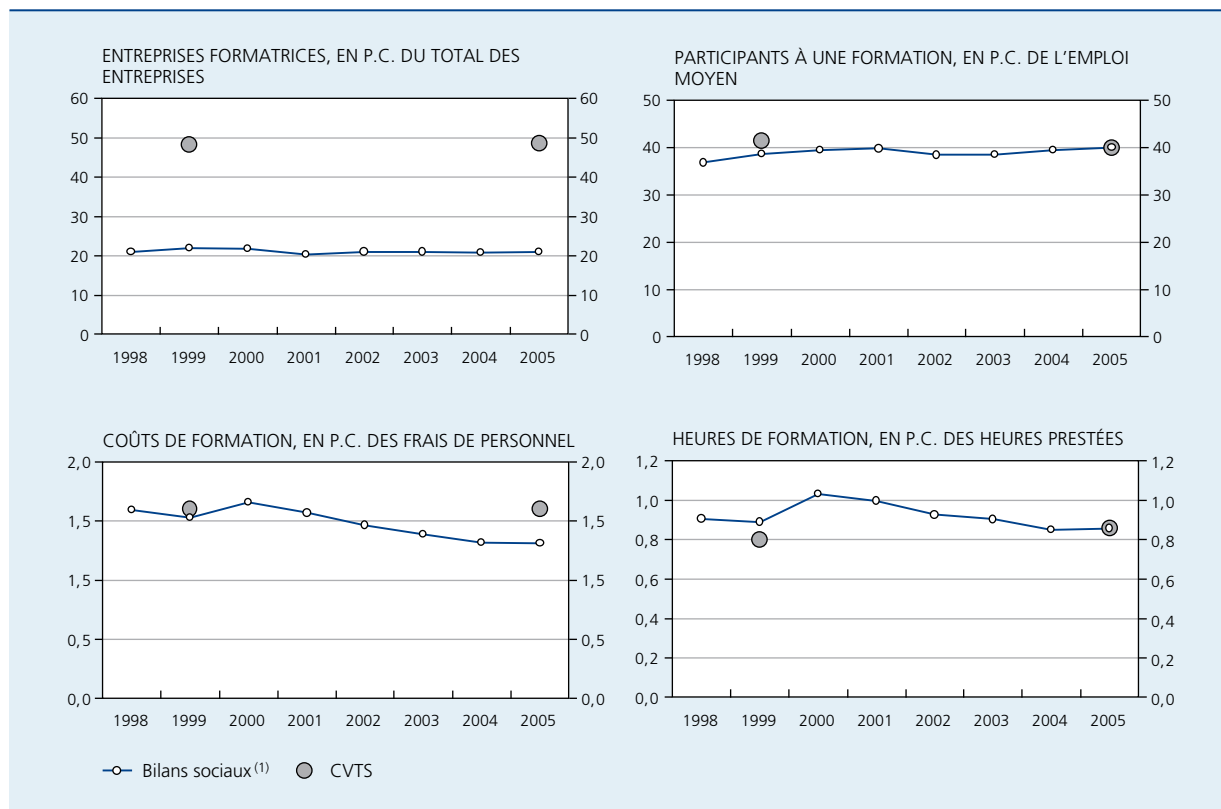 ENTREPRISES FORMATRICES, EN P.C. DU TOTAL DES
ENTREPRISES
60 60
50 50
40 40
30 30
20 20
10 10
0 0
1998 1999 2000 2001 2002 2003 2004 2005
PARTICIPANTS À UNE FORMATION, EN P.C. DE L'EMPLOI
MOYEN
50 50
40 40
30 30
20 20
10 10
0 0
1998 1999 2000 2001 2002 2003 2004 2005
COÛTS DE FORMATION, EN P.C. DES FRAIS DE PERSONNEL
2,0 2,0
1,5 1,5
1,5 1,5
0,5 0,5
0,0 0,0
1998 1999 2000 2001 2002 2003 2004 2005
HEURES DE FORMATION, EN P.C. DES HEURES PRESTÉES
1,2 1,2
1,0 1,0
0,8 0,8
0,6 0,6
0,4 0,4
0,2 0,2
0,0 0,0
1998 1999 2000 2001 2002 2003 2004 2005
Bilans sociaux (1) CVTS